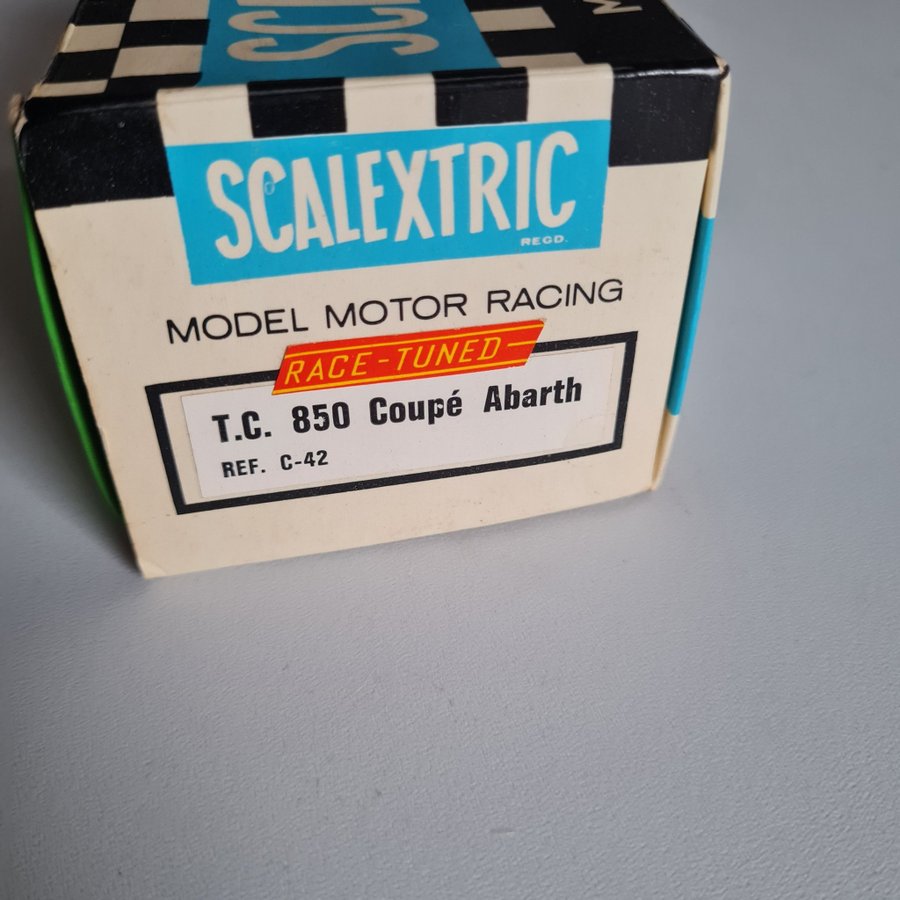 SCALEXTRIC
REGD.
MODEL MOTOR RACING
RACE-TUNED
T.C. 850 Coupé Abarth
REF. C-42